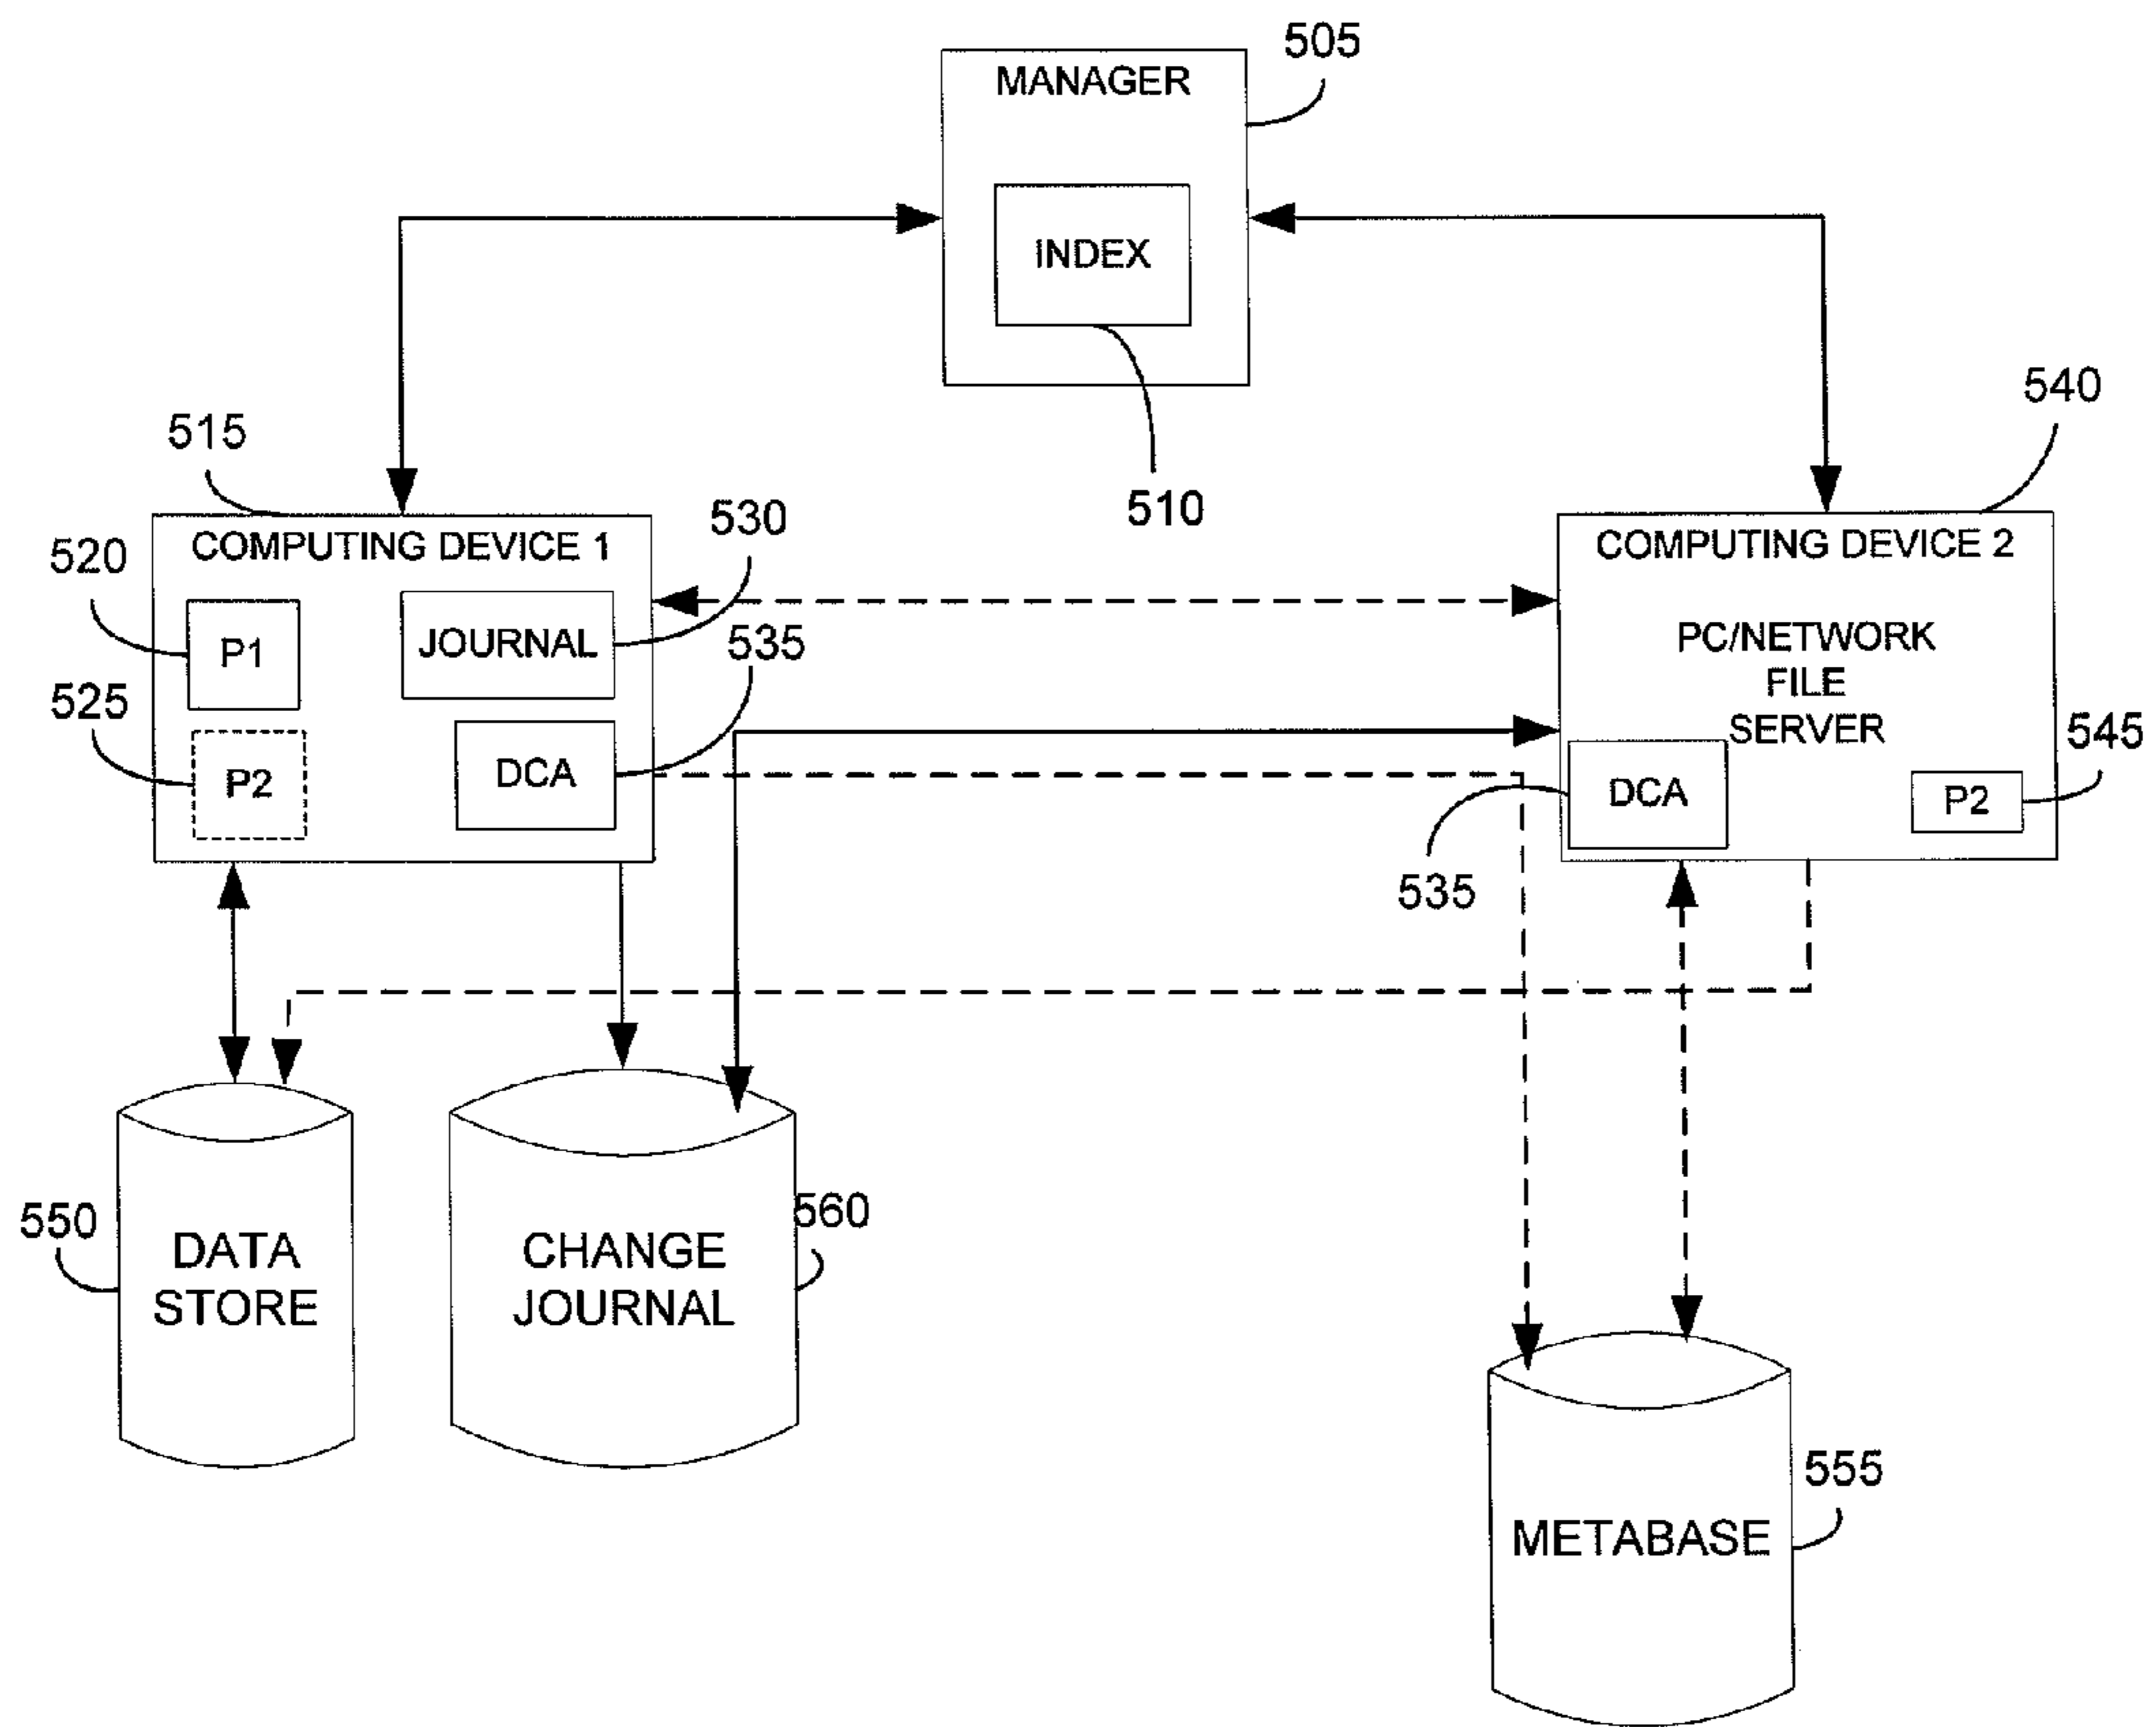 505
MANAGER
INDEX
510
540
515
530
COMPUTING DEVICE 1
COMPUTING DEVICE 2
520
P1
JOURNAL
535
PC/NETWORK
FILE
SERVER
525
P2
DCA
DCA
P2
545
535
550
DATA
STORE
CHANGE
JOURNAL
560
555
METABASE